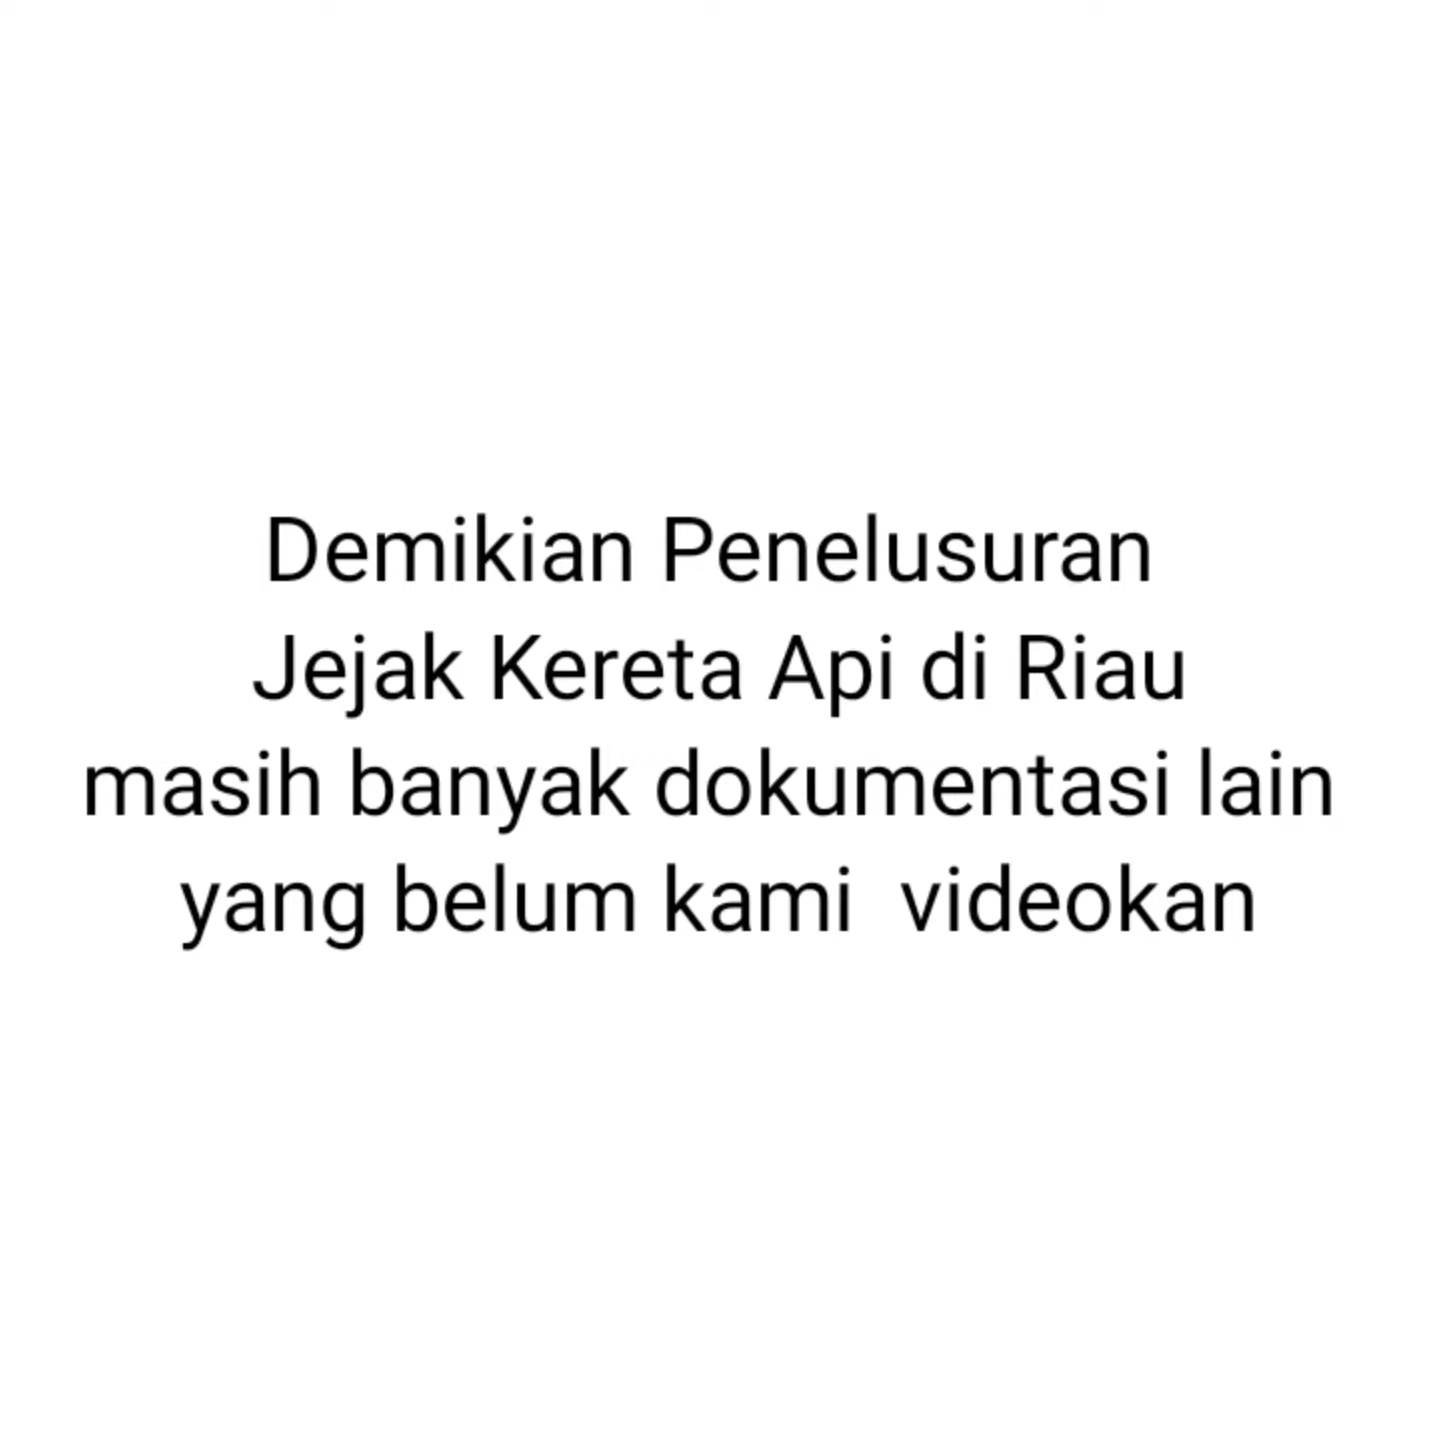 Demikian Penelusuran
Jejak Kereta Api di Riau
masih banyak dokumentasi lain
yang belum kami  videokan